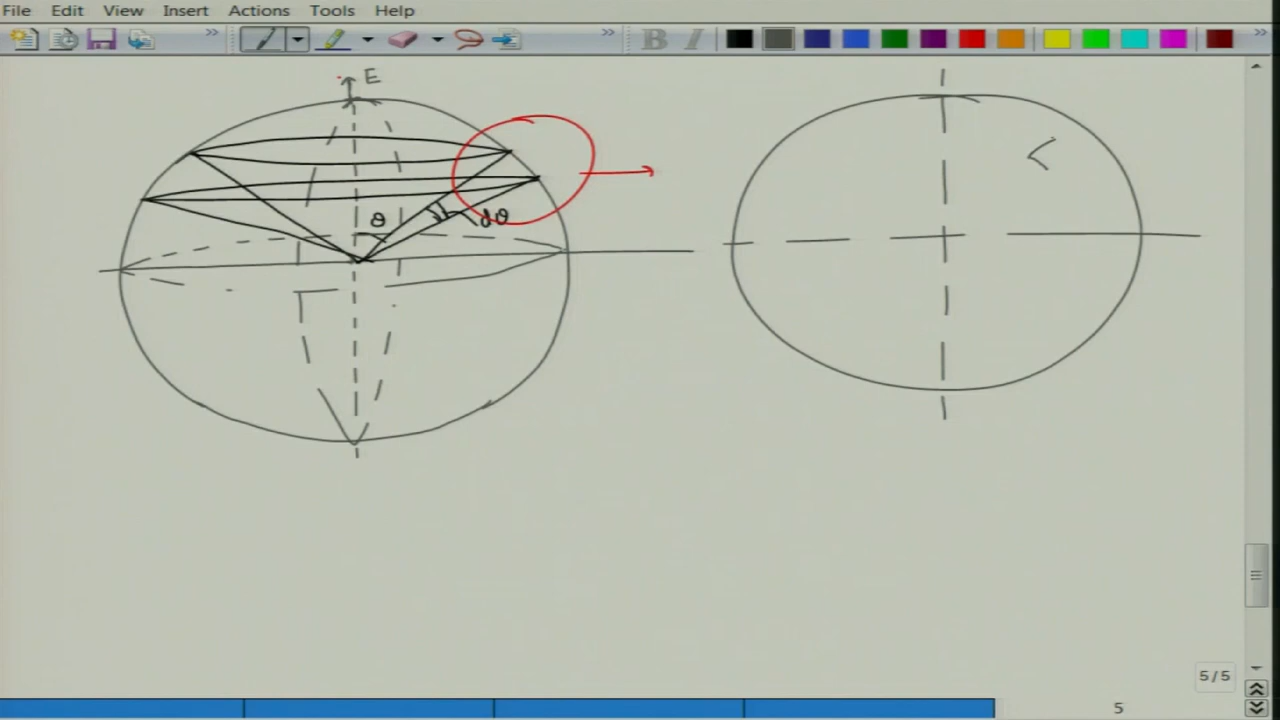 File Edit View Insert Actions Tools Help
B I
E
θ
dθ
5 / 5
5